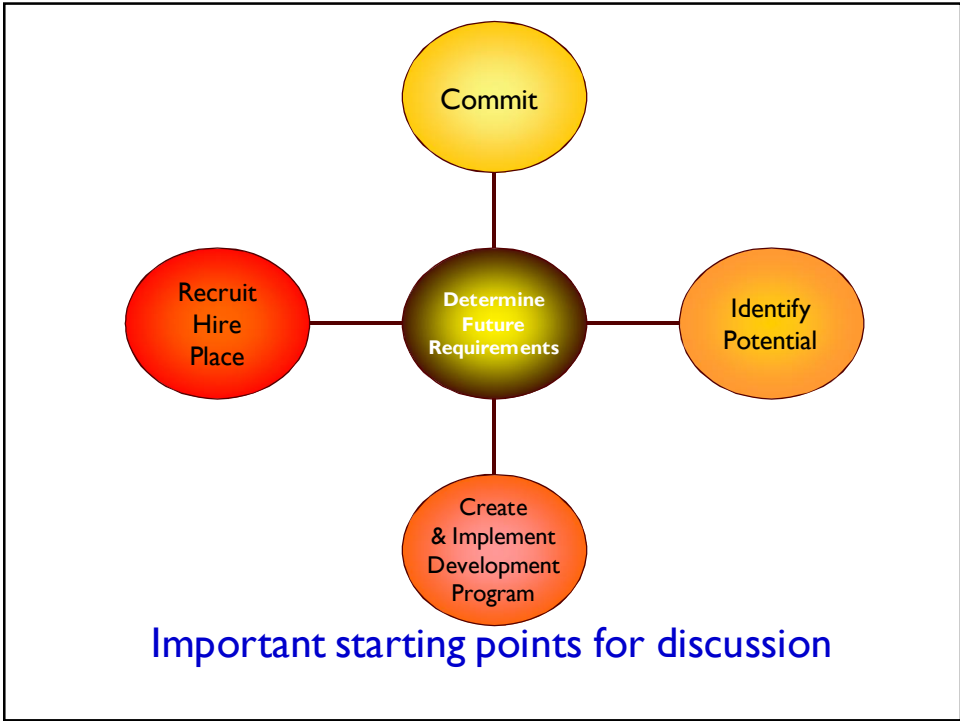 Commit
Recruit
Hire
Place
Determine
Future
Requirements
Identify
Potential
Create
& Implement
Development
Program
Important starting points for discussion